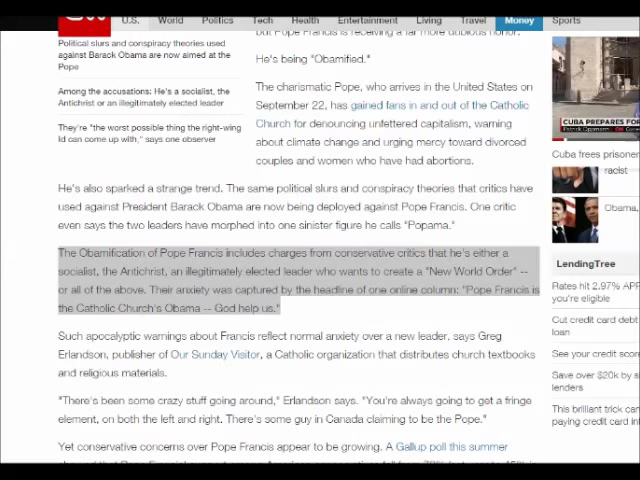 U.S. World Politics Tech Health Entertainment Living Travel Money Sports
Political slurs and conspiracy theories used
against Barack Obama are now aimed at the
Pope
Among the accusations: He's a socialist, the
Antichrist or an illegitimately elected leader
They're "the worst possible thing the right-wing
ld can come up with," says one observer
but Pope Francis is receiving a far more dubious honor.
He's being "Obamified."
The charismatic Pope, who arrives in the United States on
September 22, has gained fans in and out of the Catholic
Church for denouncing unfettered capitalism, warning
about climate change and urging mercy toward divorced
couples and women who have had abortions.
He's also sparked a strange trend. The same political slurs and conspiracy theories that critics have
used against President Barack Obama are now being deployed against Pope Francis. One critic
even says the two leaders have morphed into one sinister figure he calls "Popama."
The Obamification of Pope Francis includes charges from conservative critics that he's either a
socialist, the Antichrist, an illegitimately elected leader who wants to create a "New World Order" --
or all of the above. Their anxiety was captured by the headline of one online column: "Pope Francis is
the Catholic Church's Obama -- God help us."
Such apocalyptic warnings about Francis reflect normal anxiety over a new leader, says Greg
Erlandson, publisher of Our Sunday Visitor, a Catholic organization that distributes church textbooks
and religious materials.
"There's been some crazy stuff going around," Erlandson says. "You're always going to get a fringe
element, on both the left and right. There's some guy in Canada claiming to be the Pope."
Yet conservative concerns over Pope Francis appear to be growing. A Gallup poll this summer
CUBA PREPARES FOR
Patrick Oppmann
Cuba frees prisoner
racist
Obama,
LendingTree
Rates hit 2.97% APR
you're eligible
Cut credit card debt
loan
See your credit score
Save over $20k by s
lenders
This brilliant trick car
paying credit card int